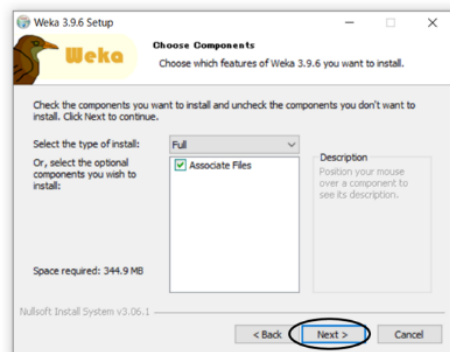 Weka 3.9.6 Setup
Weka
Choose Components
Choose which features of Weka 3.9.6 you want to install.
Check the components you want to install and uncheck the components you don't want to
install. Click Next to continue.
Select the type of install:
Full
Or, select the optional
components you wish to
install:
Associate Files
Description
Position your mouse
over a component to
see its description.
Space required: 344.9 MB
Nullsoft Install System v3.06.1
< Back
Next >
Cancel